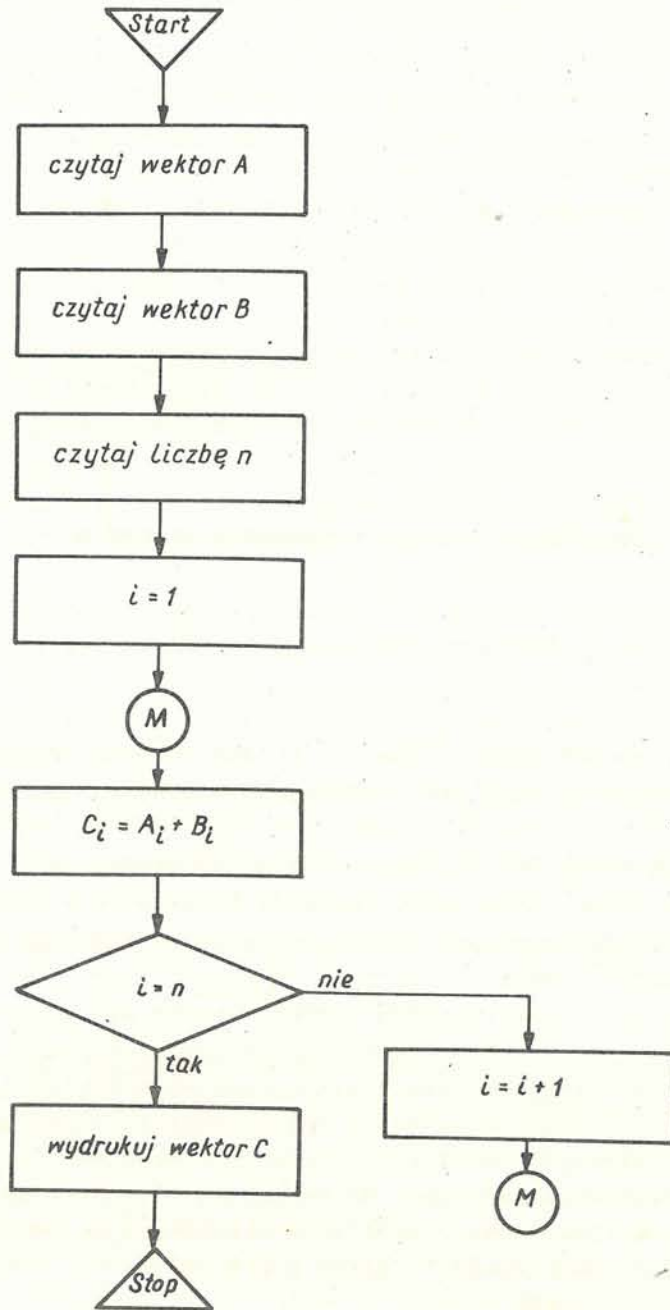 Start
czytaj wektor A
czytaj wektor B
czytaj liczbę n
i = 1
M
Ci = Ai + Bi
i = n
nie
tak
i = i + 1
wydrukuj wektor C
M
Stop